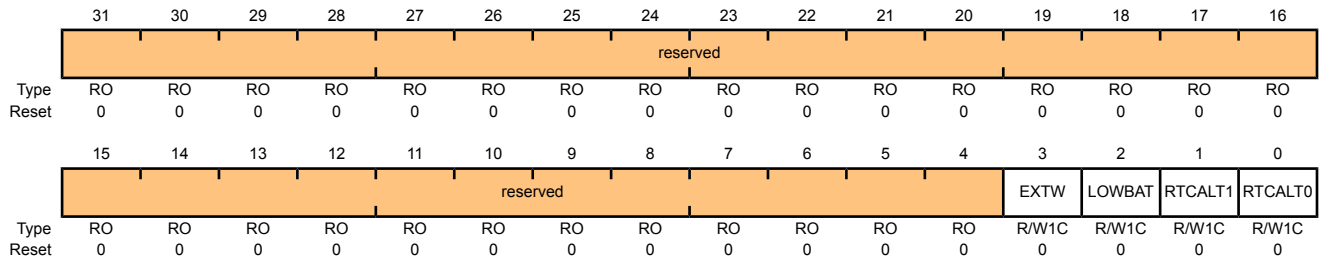 31 30 29 28 27 26 25 24 23 22 21 20 19 18 17 16
reserved
Type RO RO RO RO RO RO RO RO RO RO RO RO RO RO RO RO
Reset 0 0 0 0 0 0 0 0 0 0 0 0 0 0 0 0
15 14 13 12 11 10 9 8 7 6 5 4 3 2 1 0
reserved EXTW LOWBAT RTCALT1 RTCALT0
Type RO RO RO RO RO RO RO RO RO RO RO RO R/W1C R/W1C R/W1C R/W1C
Reset 0 0 0 0 0 0 0 0 0 0 0 0 0 0 0 0